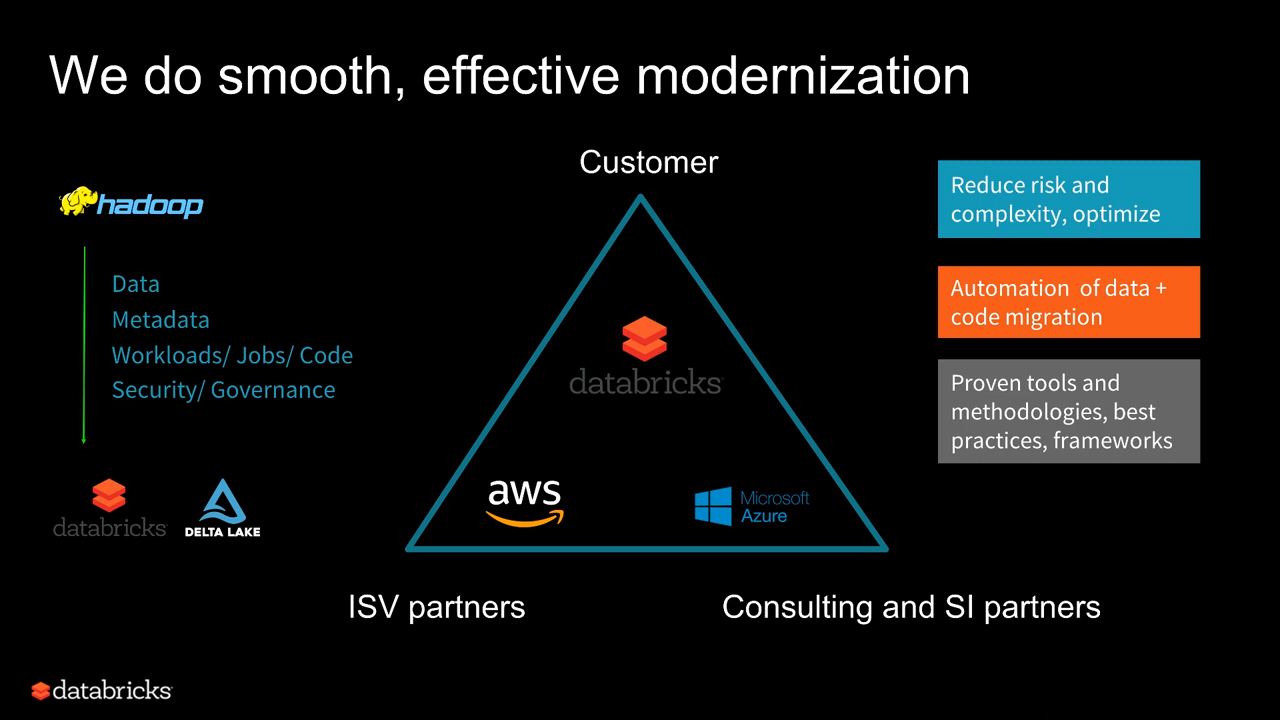 We do smooth, effective modernization
Customer
hadoop
Data
Metadata
Workloads/ Jobs/ Code
Security/ Governance
databricks
DELTA LAKE
databricks
aws
Microsoft
Azure
ISV partners
Consulting and SI partners
Reduce risk and
complexity, optimize
Automation  of data +
code migration
Proven tools and
methodologies, best
practices, frameworks
databricks